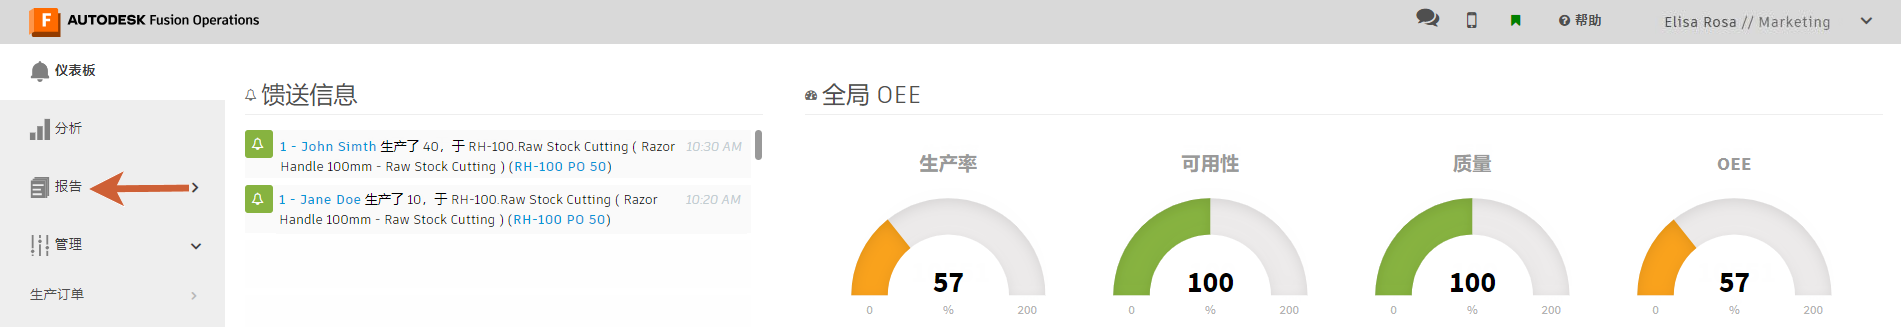 AUTODESK Fusion Operations
帮助
Elisa Rosa // Marketing
仪表板
分析
报告
管理
生产订单
馈送信息
1 - John Simth 生产了 40，于 RH-100.Raw Stock Cutting ( Razor 10:30 AM
Handle 100mm - Raw Stock Cutting ) (RH-100 PO 50)
1 - Jane Doe 生产了 10，于 RH-100.Raw Stock Cutting ( Razor 10:20 AM
Handle 100mm - Raw Stock Cutting ) (RH-100 PO 50)
全局 OEE
生产率
57
0 % 200
可用性
100
0 % 200
质量
100
0 % 200
OEE
57
0 % 200